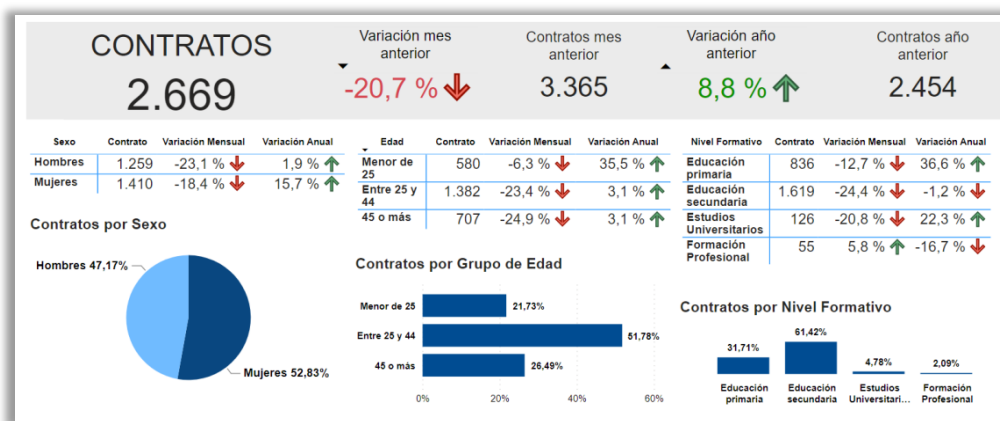 CONTRATOS
2.669
Variación mes
anterior
-20,7 %
Contratos mes
anterior
3.365
Variación año
anterior
8,8 %
Contratos año
anterior
2.454
Sexo Contrato Variación Mensual Variación Anual
Hombres 1.259 -23,1 % 1,9 %
Mujeres 1.410 -18,4 % 15,7 %
Edad Contrato Variación Mensual Variación Anual
Menor de
25 580 -6,3 % 35,5 %
Entre 25 y
44 1.382 -23,4 % 3,1 %
45 o más 707 -24,9 % 3,1 %
Nivel Formativo Contrato Variación Mensual Variación Anual
Educación
primaria 836 -12,7 % 36,6 %
Educación
secundaria 1.619 -24,4 % -1,2 %
Estudios
Universitarios 126 -20,8 % 22,3 %
Formación
Profesional 55 5,8 % -16,7 %
Contratos por Sexo
Hombres 47,17%
Mujeres 52,83%
Contratos por Grupo de Edad
Menor de 25 21,73%
Entre 25 y 44 51,78%
45 o más 26,49%
0% 20% 40% 60%
Contratos por Nivel Formativo
31,71% 61,42% 4,78% 2,09%
Educación Educación Estudios Formación
primaria secundaria Universitari... Profesional